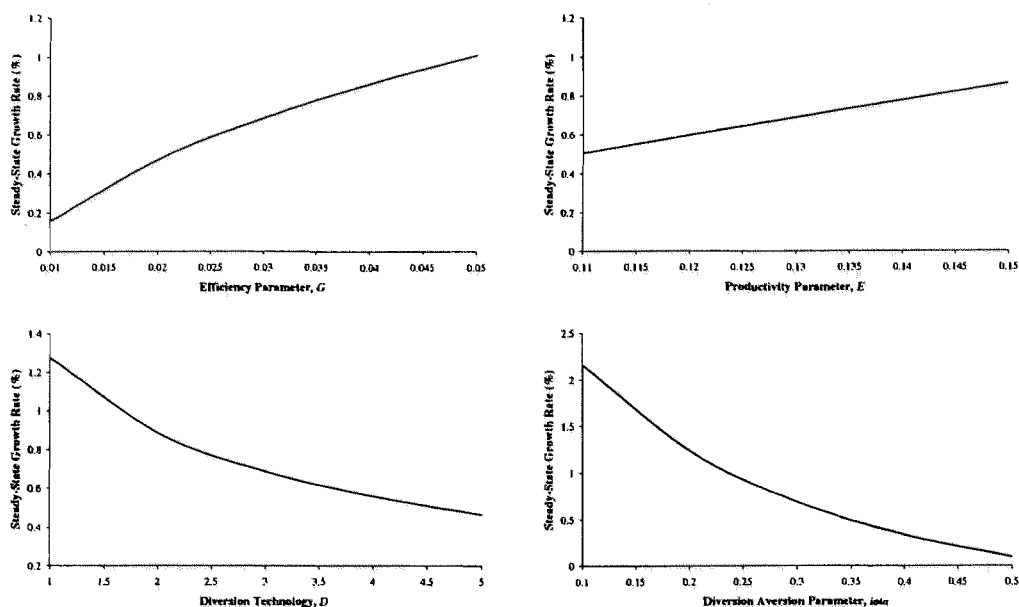 Steady-State Growth Rate (%)
1.2
1
0.8
0.6
0.4
0.2
0
0.01 0.015 0.02 0.025 0.03 0.035 0.04 0.045 0.05
Efficiency Parameter, G
Steady-State Growth Rate (%)
1.2
1
0.8
0.6
0.4
0.2
0
0.11 0.115 0.12 0.125 0.13 0.135 0.14 0.145 0.15
Productivity Parameter, E
Steady-State Growth Rate (%)
1.4
1.2
1
0.8
0.6
0.4
0.2
1 1.5 2 2.5 3 3.5 4 4.5 5
Diversion Technology, D
Steady-State Growth Rate (%)
2.5
2
1.5
1
0.5
0
0.1 0.15 0.2 0.25 0.3 0.35 0.4 0.45 0.5
Diversion Aversion Parameter, iota